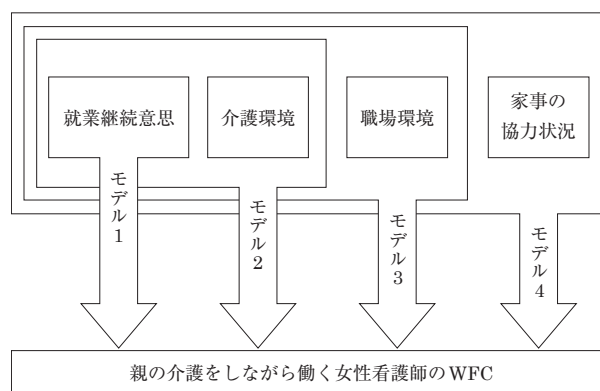 就業継続意思
介護環境
職場環境
家事の
協力状況
モデル1
モデル2
モデル3
モデル4
親の介護をしながら働く女性看護師のWFC